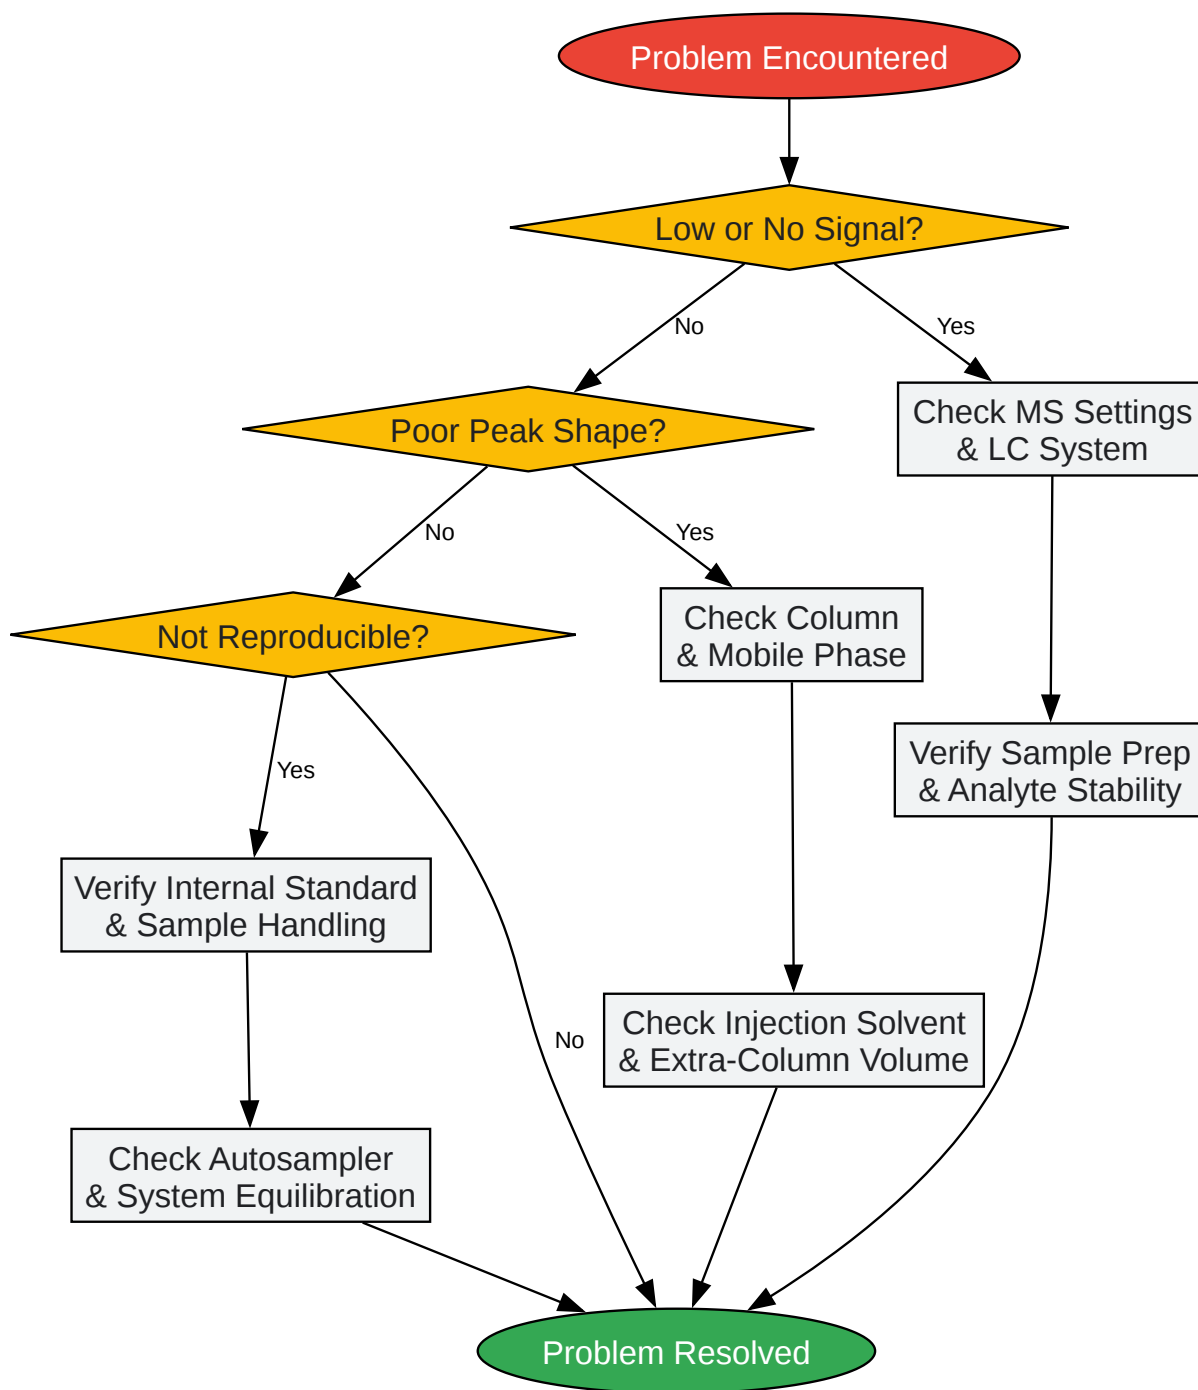 Problem Encountered
Low or No Signal?
No
Yes
Check MS Settings
& LC System
Poor Peak Shape?
No
Yes
Check Column
& Mobile Phase
Not Reproducible?
Verify Sample Prep
& Analyte Stability
Yes
Verify Internal Standard
& Sample Handling
No
Check Injection Solvent
& Extra-Column Volume
Check Autosampler
& System Equilibration
Problem Resolved